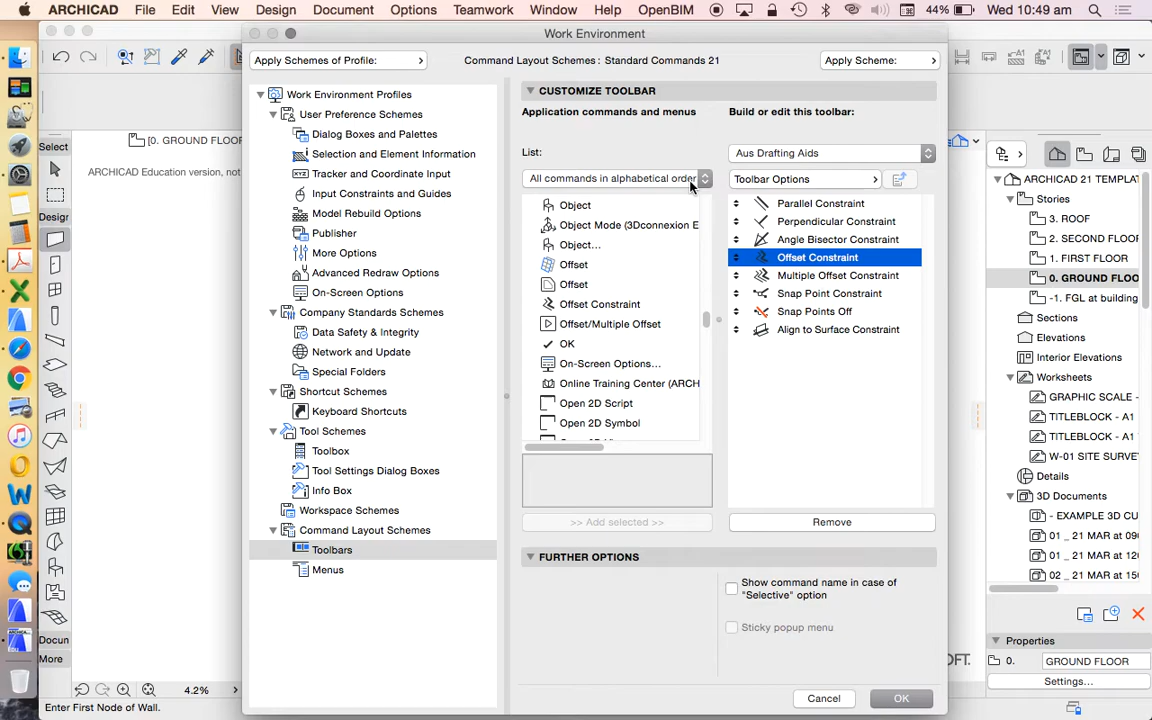 ARCHICAD File Edit View Design Document Options Teamwork Window Help OpenBIM 44% Wed 10:49 am
Work Environment
Apply Schemes of Profile:
Command Layout Schemes : Standard Commands 21
Apply Scheme:
Work Environment Profiles
User Preference Schemes
Dialog Boxes and Palettes
Selection and Element Information
Tracker and Coordinate Input
Input Constraints and Guides
Model Rebuild Options
Publisher
More Options
Advanced Redraw Options
On-Screen Options
Company Standards Schemes
Data Safety & Integrity
Network and Update
Special Folders
Shortcut Schemes
Keyboard Shortcuts
Tool Schemes
Toolbox
Tool Settings Dialog Boxes
Info Box
Workspace Schemes
Command Layout Schemes
Toolbars
Menus
CUSTOMIZE TOOLBAR
Application commands and menus
Build or edit this toolbar:
List:
Aus Drafting Aids
All commands in alphabetical order
Toolbar Options
Object
Object Mode (3Dconnexion E
Object...
Offset
Offset
Offset Constraint
Offset/Multiple Offset
OK
On-Screen Options...
Online Training Center (ARCH
Open 2D Script
Open 2D Symbol
Parallel Constraint
Perpendicular Constraint
Angle Bisector Constraint
Offset Constraint
Multiple Offset Constraint
Snap Point Constraint
Snap Points Off
Align to Surface Constraint
>> Add selected >>
Remove
FURTHER OPTIONS
Show command name in case of
"Selective" option
Sticky popup menu
Cancel
OK
[0. GROUND FLOOR
ARCHICAD Education version, not
Select
Design
Docun
More
4.2%
Enter First Node of Wall.
ARCHICAD 21 TEMPLAT
Stories
3. ROOF
2. SECOND FLOOR
1. FIRST FLOOR
0. GROUND FLOO
-1. FGL at building
Sections
Elevations
Interior Elevations
Worksheets
GRAPHIC SCALE -
TITLEBLOCK - A1
TITLEBLOCK - A1
W-01 SITE SURVE
Details
3D Documents
- EXAMPLE 3D CU
01 _ 21 MAR at 090
01 _ 21 MAR at 120
02 _ 21 MAR at 150
Properties
0.
GROUND FLOOR
Settings...
OFT.